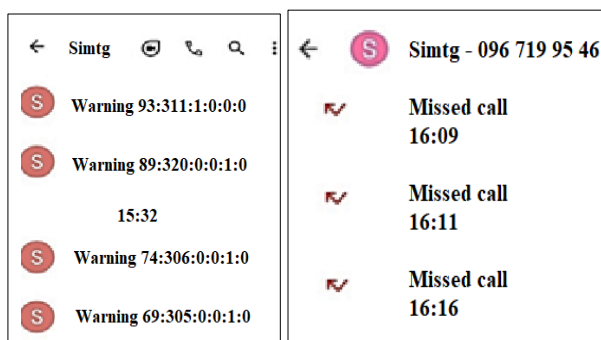 Simtg
S
Warning 93:311:1:0:0:0
S
Warning 89:320:0:0:1:0
15:32
S
Warning 74:306:0:0:1:0
S
Warning 69:305:0:0:1:0
S
Simtg - 096 719 95 46
Missed call
16:09
Missed call
16:11
Missed call
16:16